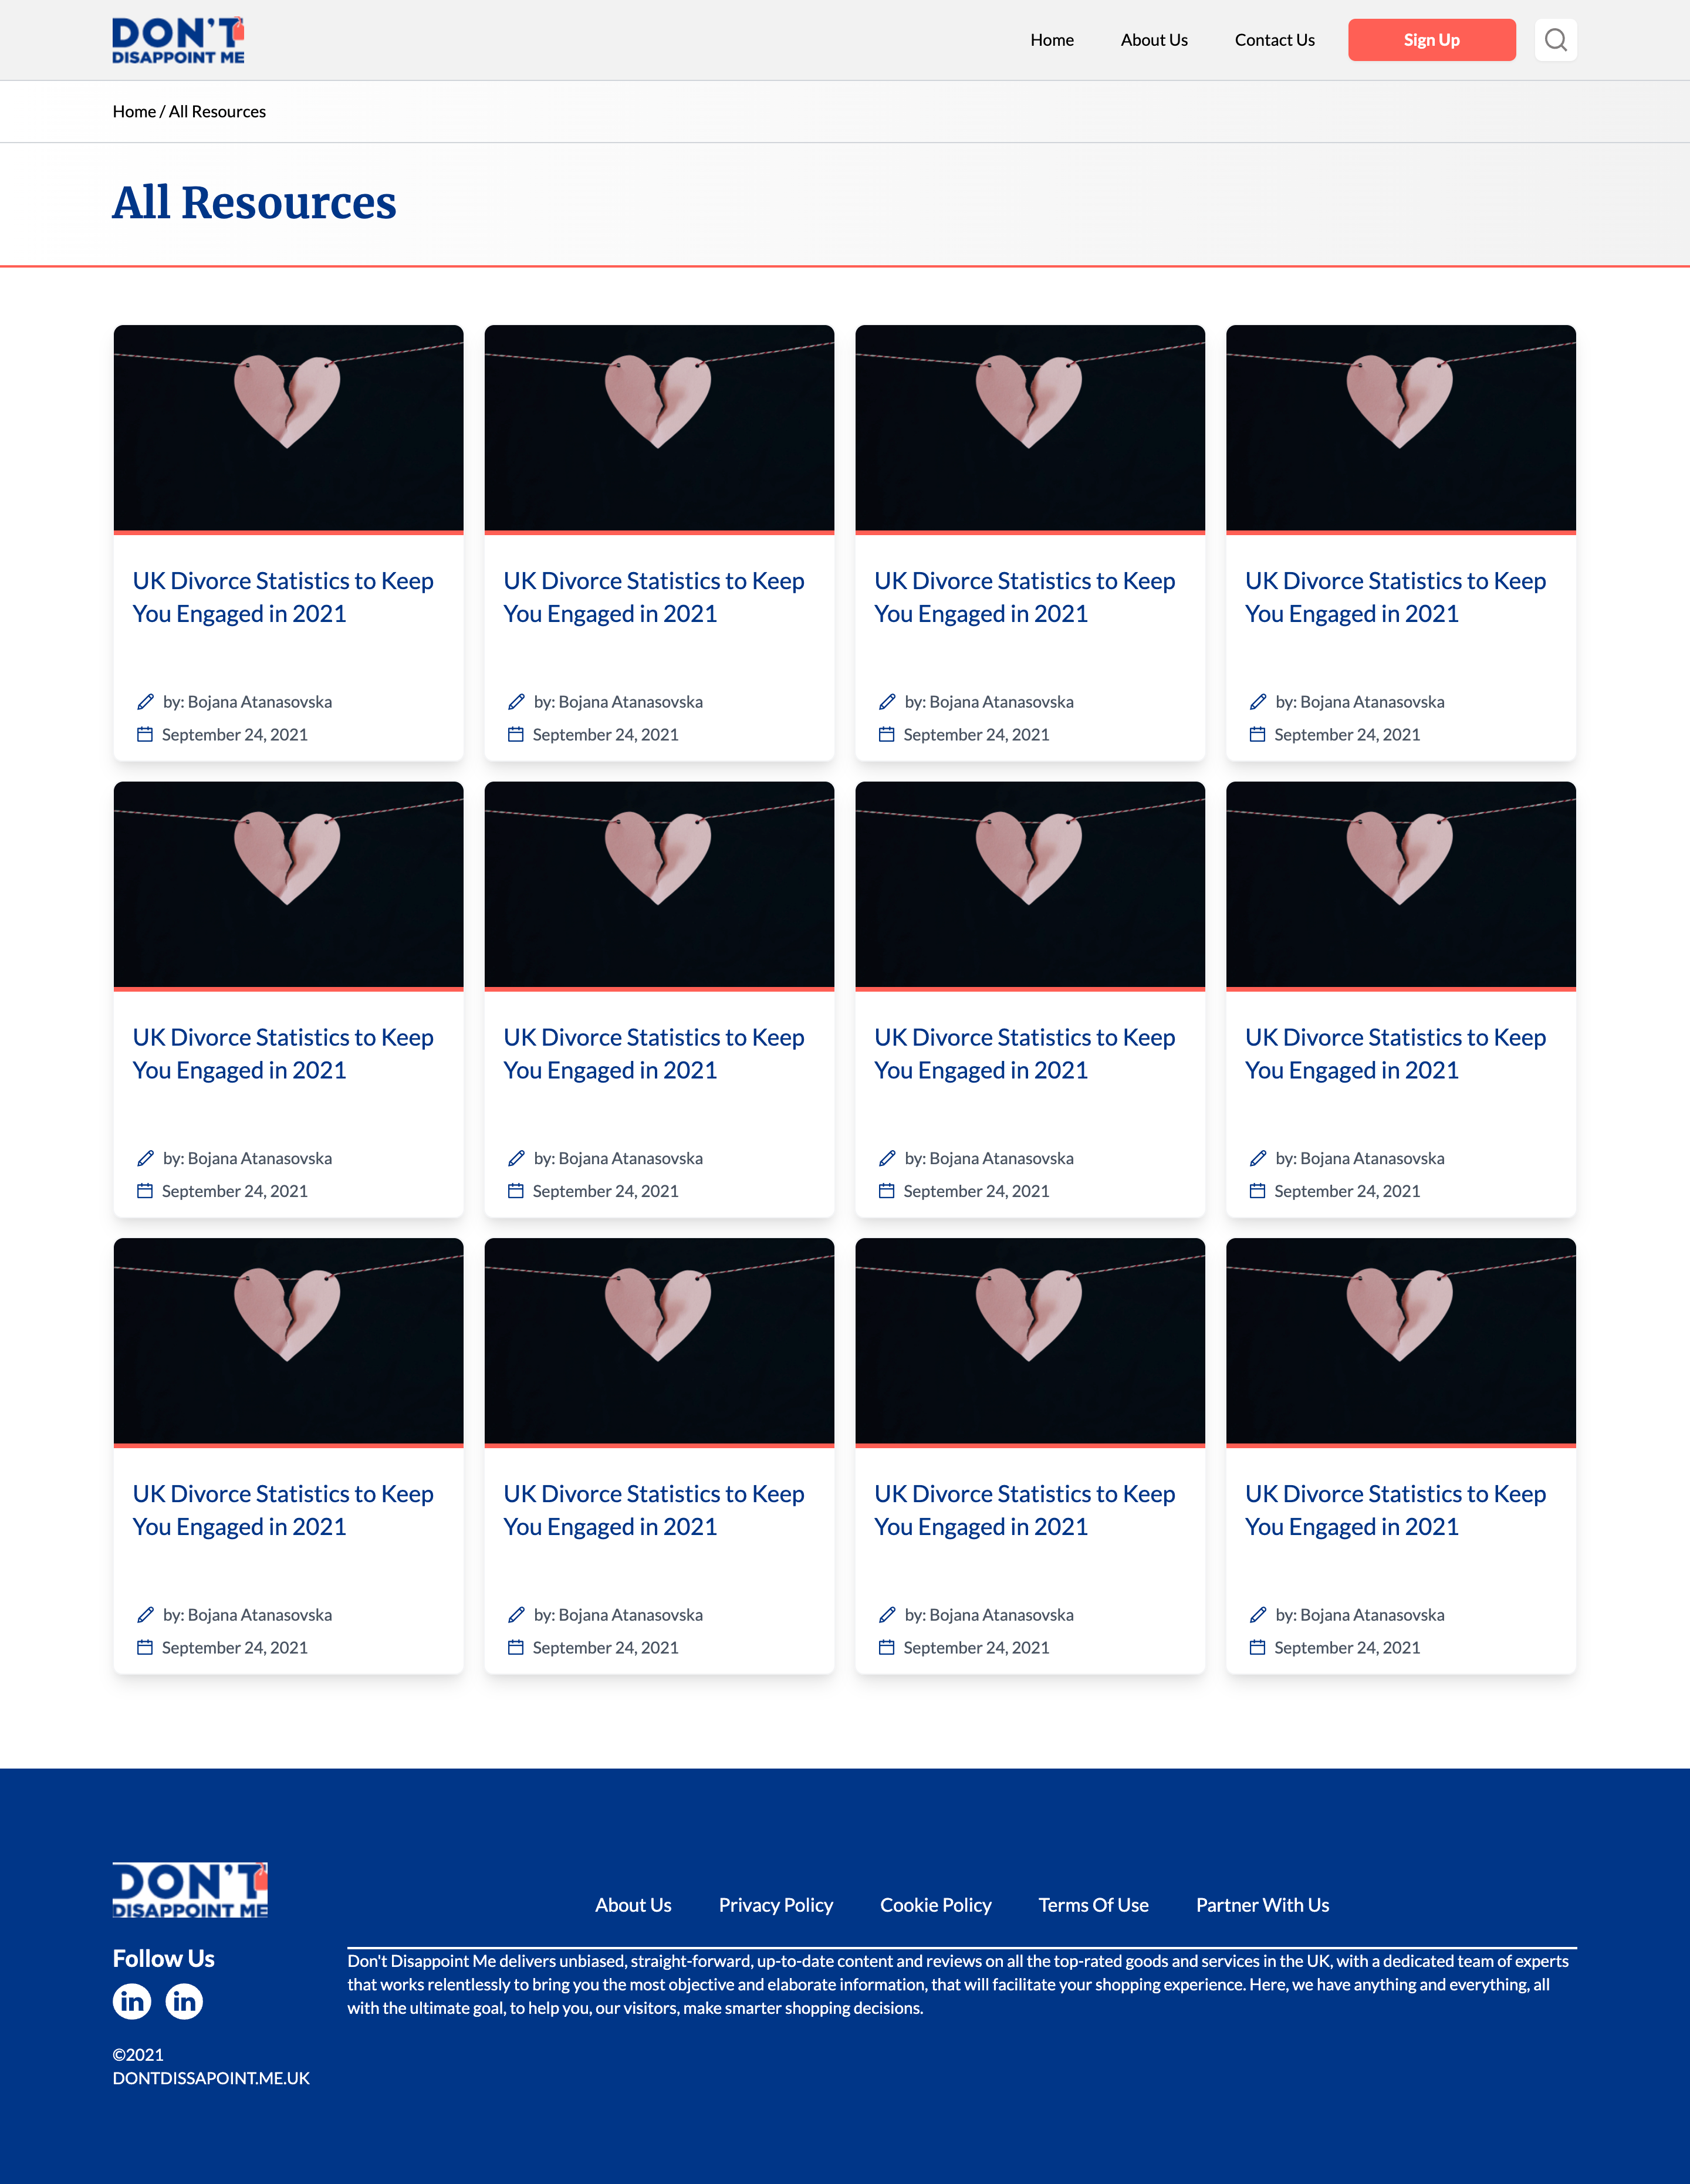 DON'T
DISAPPOINT ME
Home
About Us
Contact Us
Sign Up
Home / All Resources
All Resources
UK Divorce Statistics to Keep
You Engaged in 2021
by: Bojana Atanasovska
September 24, 2021
UK Divorce Statistics to Keep
You Engaged in 2021
by: Bojana Atanasovska
September 24, 2021
UK Divorce Statistics to Keep
You Engaged in 2021
by: Bojana Atanasovska
September 24, 2021
UK Divorce Statistics to Keep
You Engaged in 2021
by: Bojana Atanasovska
September 24, 2021
UK Divorce Statistics to Keep
You Engaged in 2021
by: Bojana Atanasovska
September 24, 2021
UK Divorce Statistics to Keep
You Engaged in 2021
by: Bojana Atanasovska
September 24, 2021
UK Divorce Statistics to Keep
You Engaged in 2021
by: Bojana Atanasovska
September 24, 2021
UK Divorce Statistics to Keep
You Engaged in 2021
by: Bojana Atanasovska
September 24, 2021
UK Divorce Statistics to Keep
You Engaged in 2021
by: Bojana Atanasovska
September 24, 2021
UK Divorce Statistics to Keep
You Engaged in 2021
by: Bojana Atanasovska
September 24, 2021
UK Divorce Statistics to Keep
You Engaged in 2021
by: Bojana Atanasovska
September 24, 2021
UK Divorce Statistics to Keep
You Engaged in 2021
by: Bojana Atanasovska
September 24, 2021
DON'T
DISAPPOINT ME
Follow Us
in in
©2021
DONTDISSAPOINT.ME.UK
About Us
Privacy Policy
Cookie Policy
Terms Of Use
Partner With Us
Don't Disappoint Me delivers unbiased, straight-forward, up-to-date content and reviews on all the top-rated goods and services in the UK, with a dedicated team of experts
that works relentlessly to bring you the most objective and elaborate information, that will facilitate your shopping experience. Here, we have anything and everything, all
with the ultimate goal, to help you, our visitors, make smarter shopping decisions.